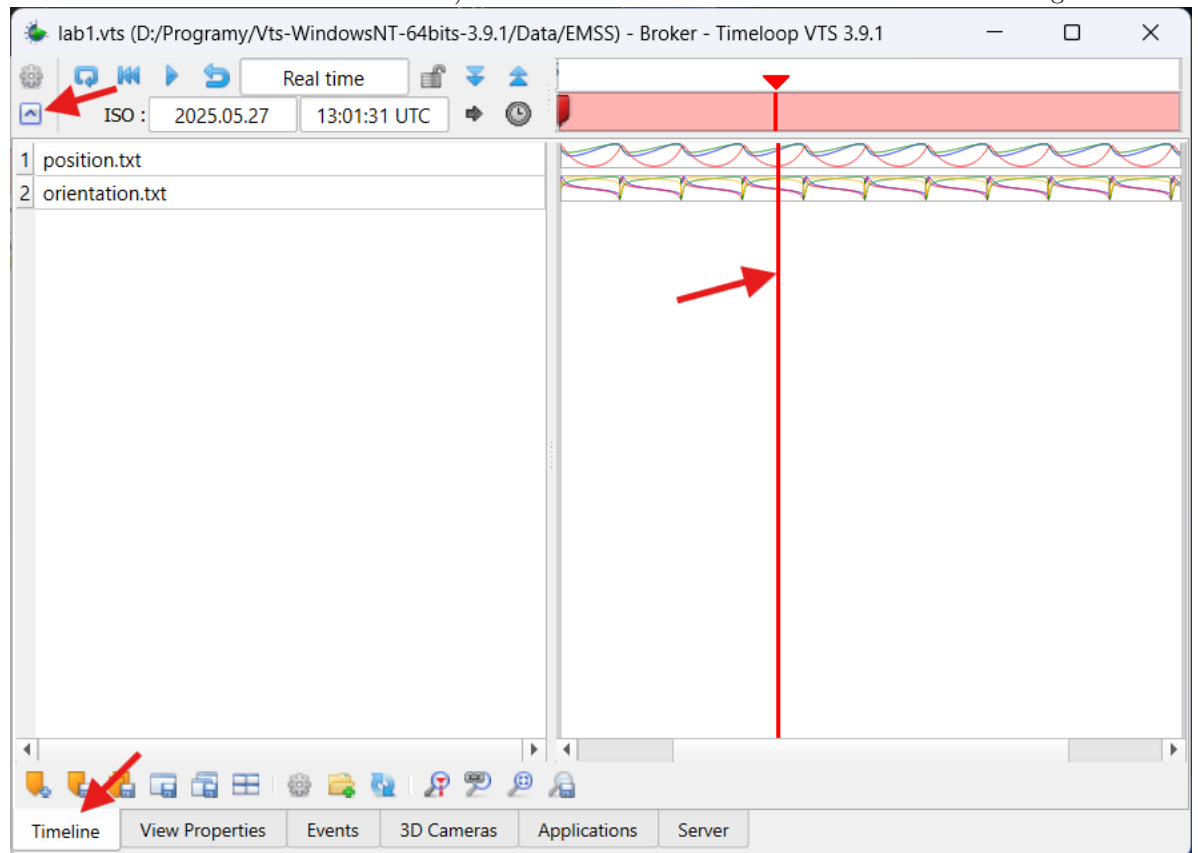 lab1.vts (D:/Programy/Vts-WindowsNT-64bits-3.9.1/Data/EMSS) - Broker - Timeloop VTS 3.9.1
Real time
ISO : 2025.05.27 13:01:31 UTC
1 position.txt
2 orientation.txt
Timeline View Properties Events 3D Cameras Applications Server